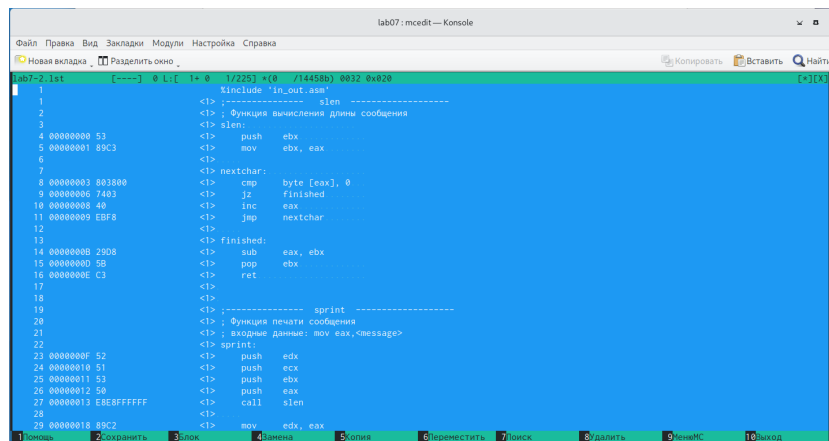 lab07 : mcedit — Konsole
Файл Правка Вид Закладки Модули Настройка Справка
Новая вкладка Разделить окно Копировать Вставить Найти
lab7-2.lst [----] 0 L:[ 1+ 0 1/225] *(0 /14458b) 0032 0x020 [*][X]
1 %include 'in_out.asm'
1 <1> ;--------------- slen -------------------
2 <1> ; Функция вычисления длины сообщения
3 <1> slen:
4 00000000 53 <1> push ebx
5 00000001 89C3 <1> mov ebx, eax
6 <1>
7 <1> nextchar:
8 00000003 803800 <1> cmp byte [eax], 0
9 00000006 7403 <1> jz finished
10 00000008 40 <1> inc eax
11 00000009 EBF8 <1> jmp nextchar
12 <1>
13 <1> finished:
14 0000000B 29D8 <1> sub eax, ebx
15 0000000D 5B <1> pop ebx
16 0000000E C3 <1> ret
17 <1>
18 <1>
19 <1> ;--------------- sprint -------------------
20 <1> ; Функция печати сообщения
21 <1> ; входные данные: mov eax,<message>
22 <1> sprint:
23 0000000F 52 <1> push edx
24 00000010 51 <1> push ecx
25 00000011 53 <1> push ebx
26 00000012 50 <1> push eax
27 00000013 E8E8FFFFFF <1> call slen
28 <1>
29 00000018 89C2 <1> mov edx, eax
1Помощь 2Сохранить 3Блок 4Замена 5Копия 6Переместить 7Поиск 8Удалить 9МенюMC 10Выход